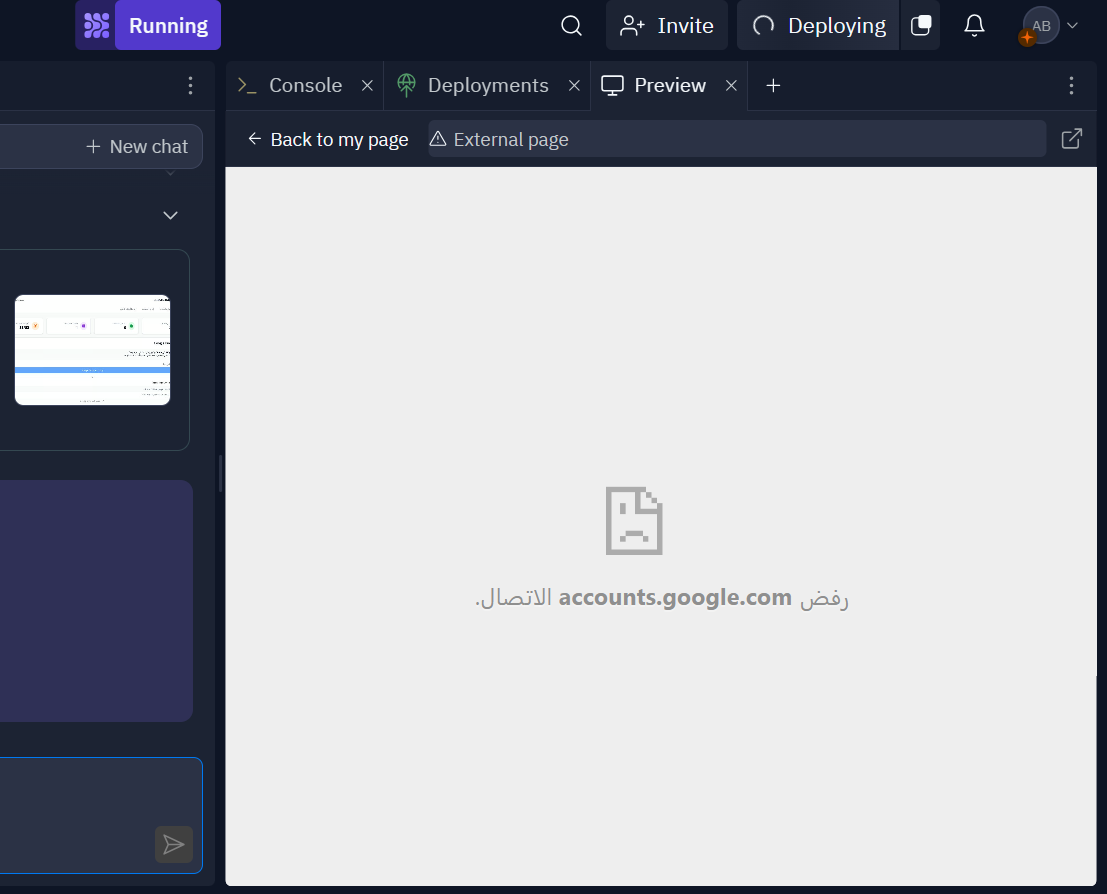 Running
Invite
Deploying
AB
Console
Deployments
Preview
New chat
Back to my page
External page
رفض accounts.google.com الاتصال.